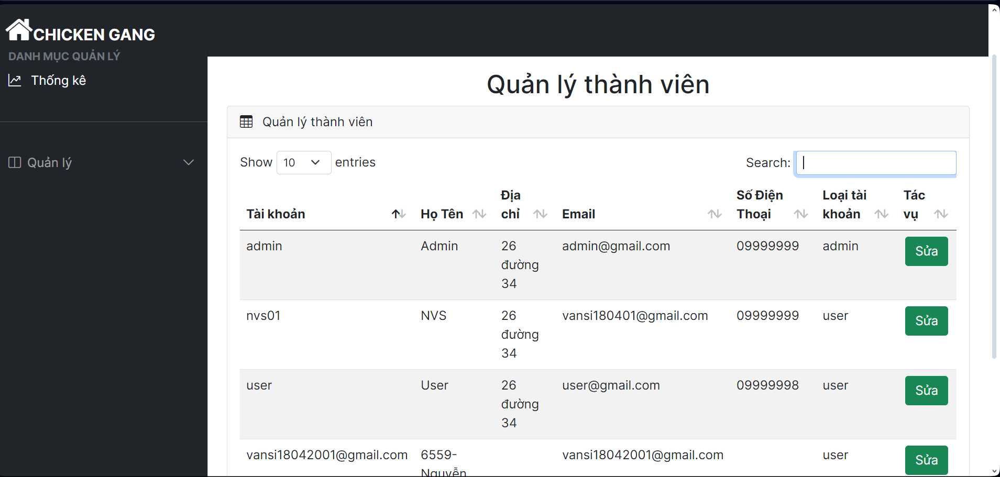 CHICKEN GANG
DANH MỤC QUẢN LÝ
Thống kê
Quản lý
Quản lý thành viên
Quản lý thành viên
Show 10 entries
Search:
Tài khoản Họ Tên Địa chỉ Email Số Điện Thoại Loại tài khoản Tác vụ
admin Admin 26 đường 34 admin@gmail.com 09999999 admin Sửa
nvs01 NVS 26 đường 34 vansi180401@gmail.com 09999999 user Sửa
user User 26 đường 34 user@gmail.com 09999998 user Sửa
vansi18042001@gmail.com 6559- Nguyễn vansi18042001@gmail.com user Sửa